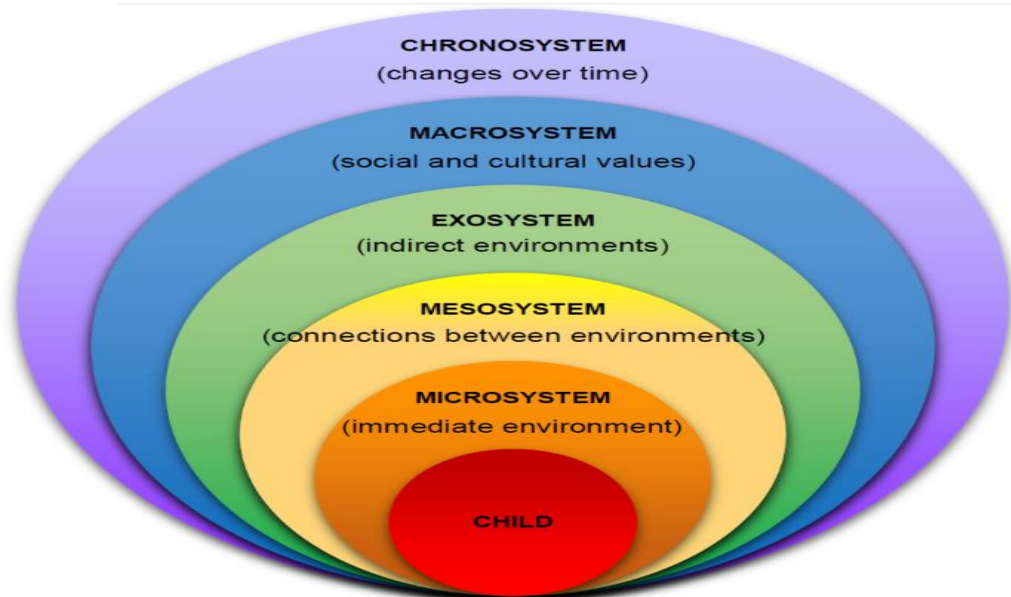 CHRONOSYSTEM
(changes over time)
MACROSYSTEM
(social and cultural values)
EXOSYSTEM
(indirect environments)
MESOSYSTEM
(connections between environments)
MICROSYSTEM
(immediate environment)
CHILD